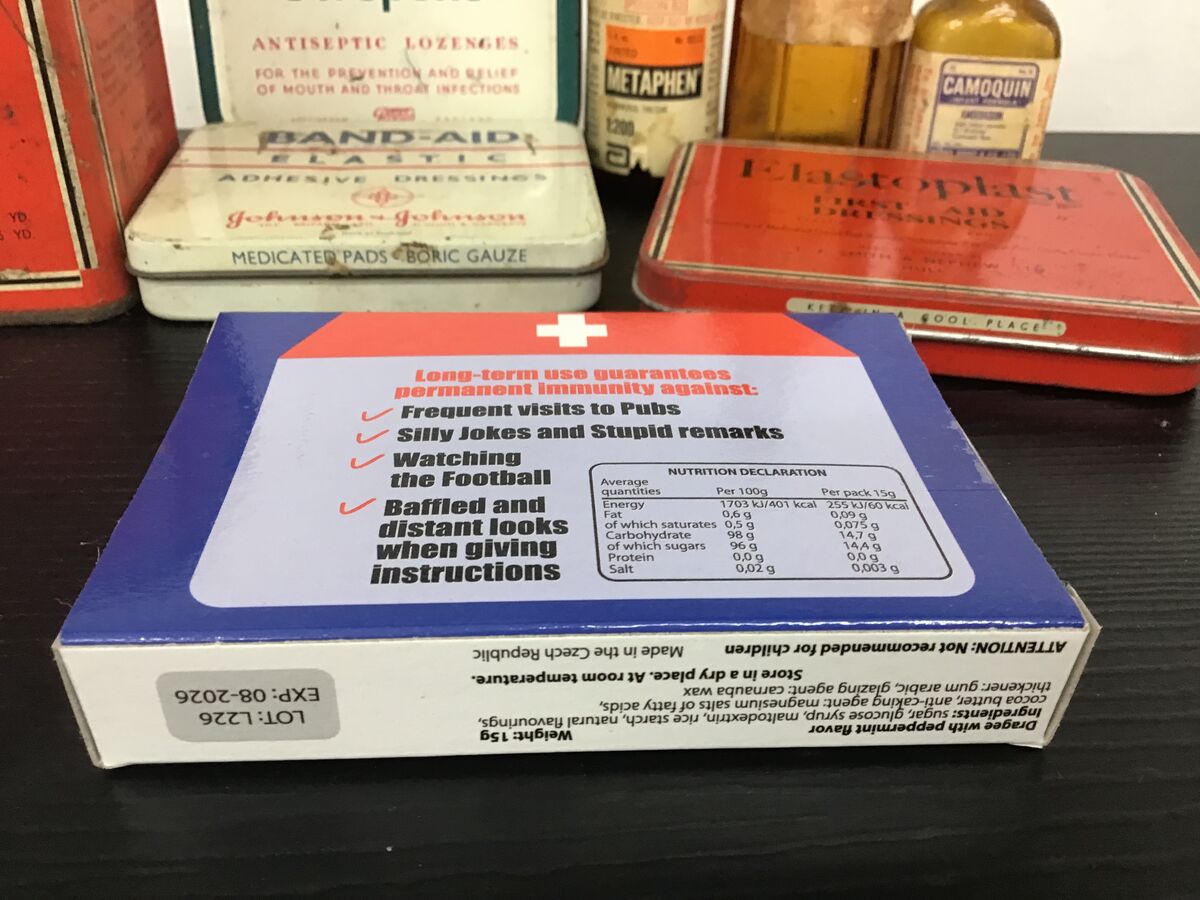 ANTISEPTIC LOZENGES
FOR THE PREVENTION AND RELIEF
OF MOUTH AND THROAT INFECTIONS
BAND-AID
ELASTIC
ADHESIVE DRESSINGS
Johnson & Johnson
MEDICATED PADS - BORIC GAUZE
METAPHEN
1:200
CAMOQUIN
Elastoplast
FIRST AID
DRESSINGS
KEEP IN A COOL PLACE
YD.
YD.
Long-term use guarantees
permanent immunity against:
Frequent visits to Pubs
Silly Jokes and Stupid remarks
Watching
the Football
Baffled and
distant looks
when giving
instructions
NUTRITION DECLARATION
Average
quantities Per 100g Per pack 15g
Energy 1703 kJ/401 kcal 255 kJ/60 kcal
Fat 0,6 g 0,09 g
of which saturates 0,5 g 0,075 g
Carbohydrate 98 g 14,7 g
of which sugars 96 g 14,4 g
Protein 0,0 g 0,0 g
Salt 0,02 g 0,003 g
Dragee with peppermint flavor Weight: 15g
Ingredients: sugar, glucose syrup, maltodextrin, rice starch, natural flavourings,
cocoa butter, anti-caking agent: magnesium salts of fatty acids,
thickener: gum arabic, glazing agent: carnauba wax
Store in a dry place. At room temperature.
ATTENTION: Not recommended for children Made in the Czech Republic
LOT: L226
EXP: 08-2026